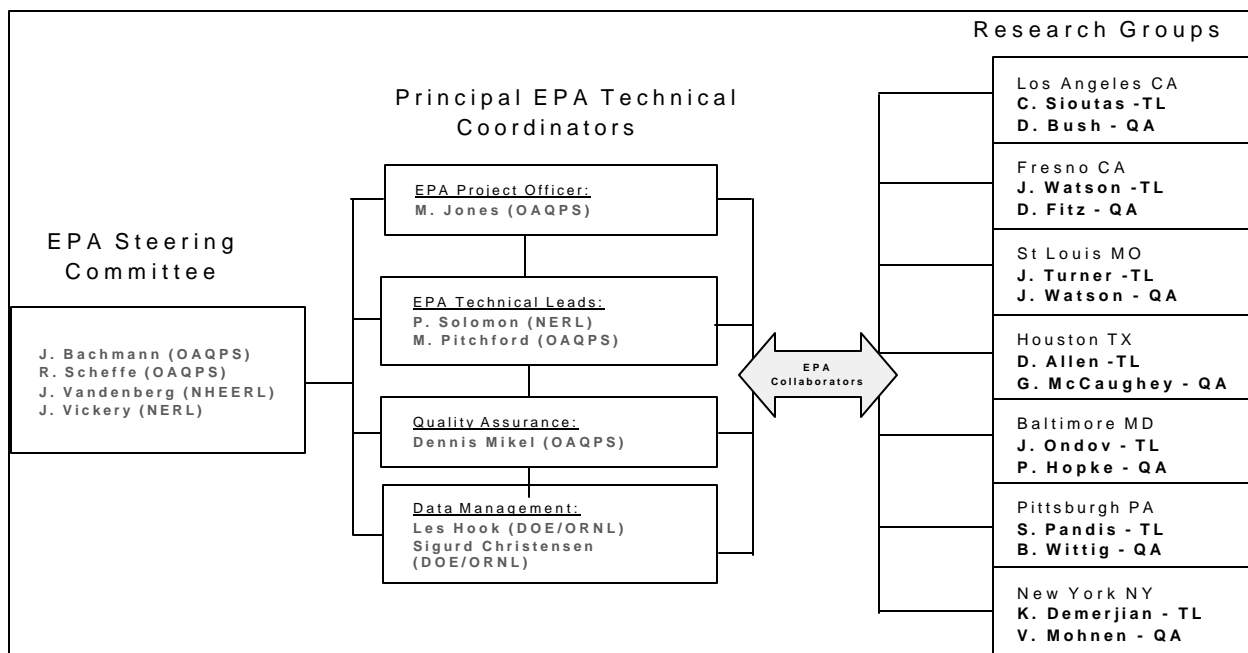 Research Groups
Principal EPA Technical
Coordinators
EPA Steering
Committee
J. Bachmann (OAQPS)
R. Scheffe (OAQPS)
J. Vandenberg (NHEERL)
J. Vickery (NERL)
EPA Project Officer:
M. Jones (OAQPS)
EPA Technical Leads:
P. Solomon (NERL)
M. Pitchford (OAQPS)
Quality Assurance:
Dennis Mikel (OAQPS)
Data Management:
Les Hook (DOE/ORNL)
Sigurd Christensen
(DOE/ORNL)
EPA
Collaborators
Los Angeles CA
C. Sioutas -TL
D. Bush - QA
Fresno CA
J. Watson -TL
D. Fitz - QA
St Louis MO
J. Turner -TL
J. Watson - QA
Houston TX
D. Allen -TL
G. McCaughey - QA
Baltimore MD
J. Ondov - TL
P. Hopke - QA
Pittsburgh PA
S. Pandis - TL
B. Wittig - QA
New York NY
K. Demerjian - TL
V. Mohnen - QA